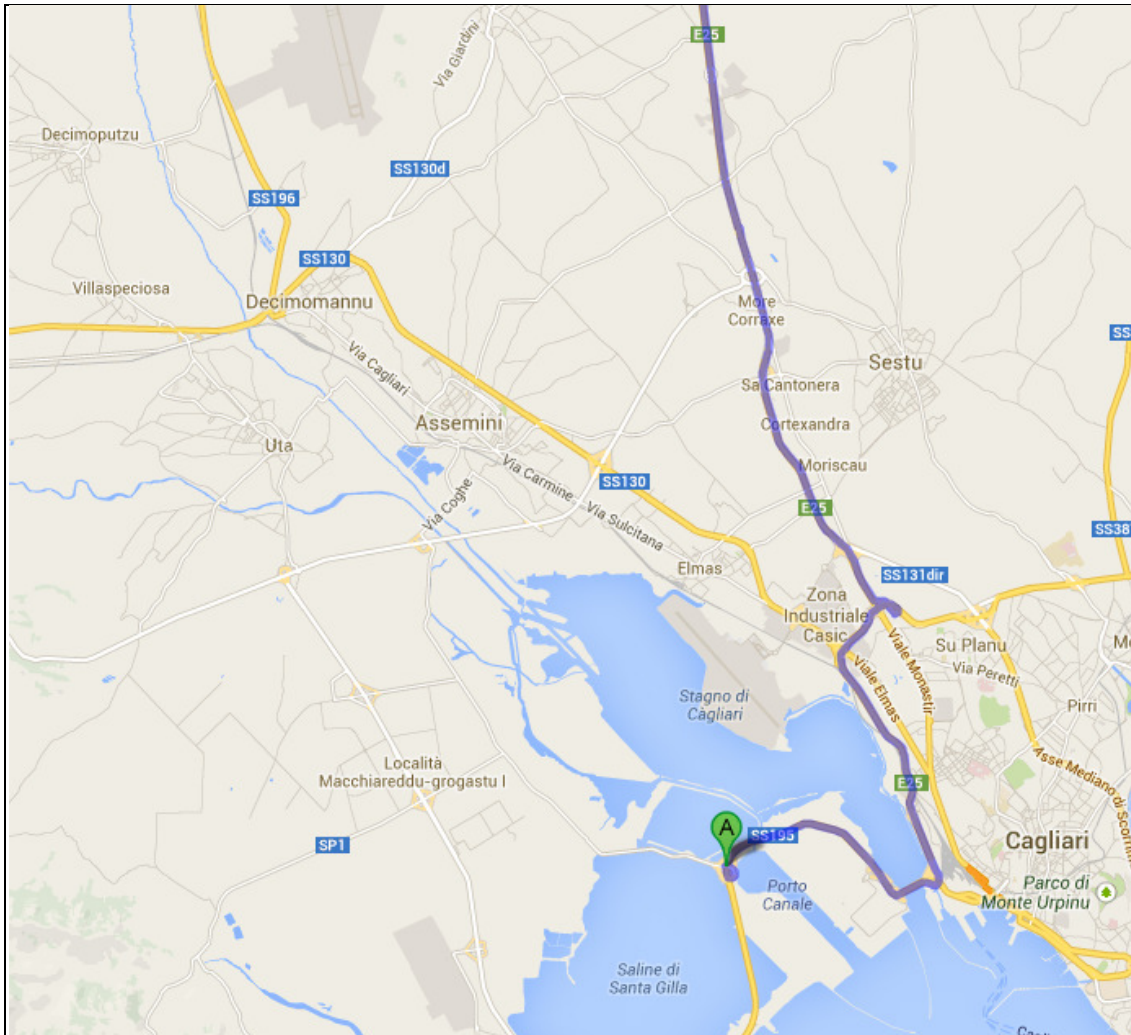 E25
Via Giardini
Decimoputzu
SS130d
SS196
SS130
Villaspeciosa
Decimomannu
More
Corraxe
Sestu
Via Cagliari
Sa Cantonera
Assemini
Cortexandra
Uta
Moriscau
Via Carmine
SS130
Via Coghe
Via Sulcitana
E25
SS387
Elmas
SS131dir
Zona
Industriale
Casic
Su Planu
Viale Monastir
Via Peretti
Viale Elmas
Stagno di
Càgliari
Pirri
Località
Macchiareddu-grogastu I
Asse Mediano di
E25
A
SS195
SP1
Cagliari
Porto
Canale
Parco di
Monte Urpinu
Saline di
Santa Gilla